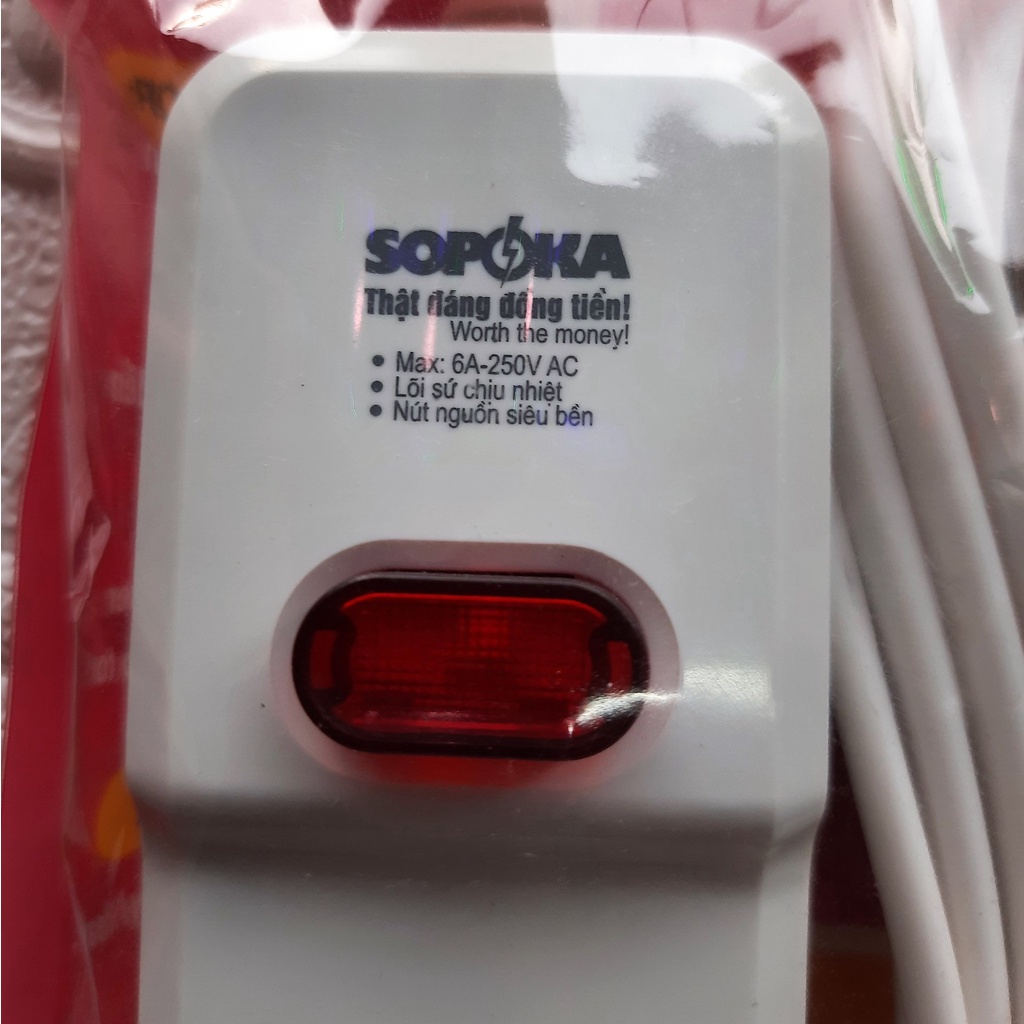 SOPOKA
Thật đáng đồng tiền!
Worth the money!
• Max: 6A-250V AC
• Lõi sứ chịu nhiệt
• Nút nguồn siêu bền